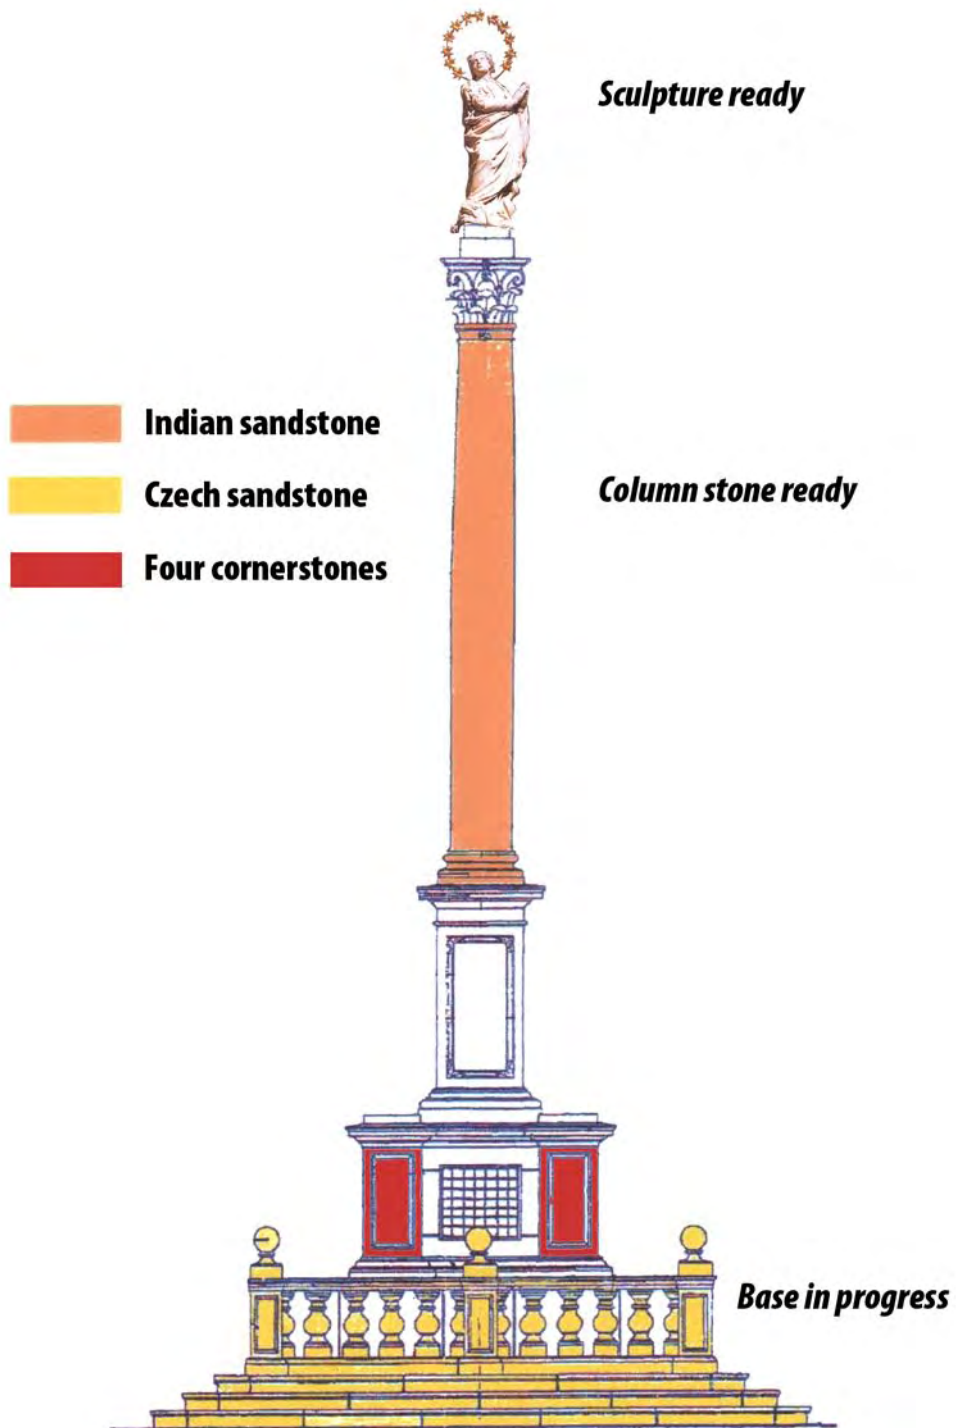 Sculpture ready
Indian sandstone
Czech sandstone
Column stone ready
Four cornerstones
Base in progress